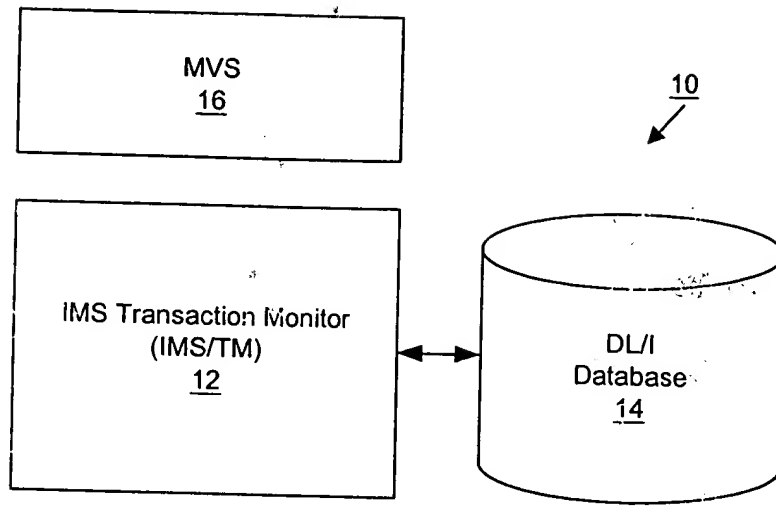 MVS
16
10
IMS Transaction Monitor
(IMS/TM)
12
DL/I
Database
14